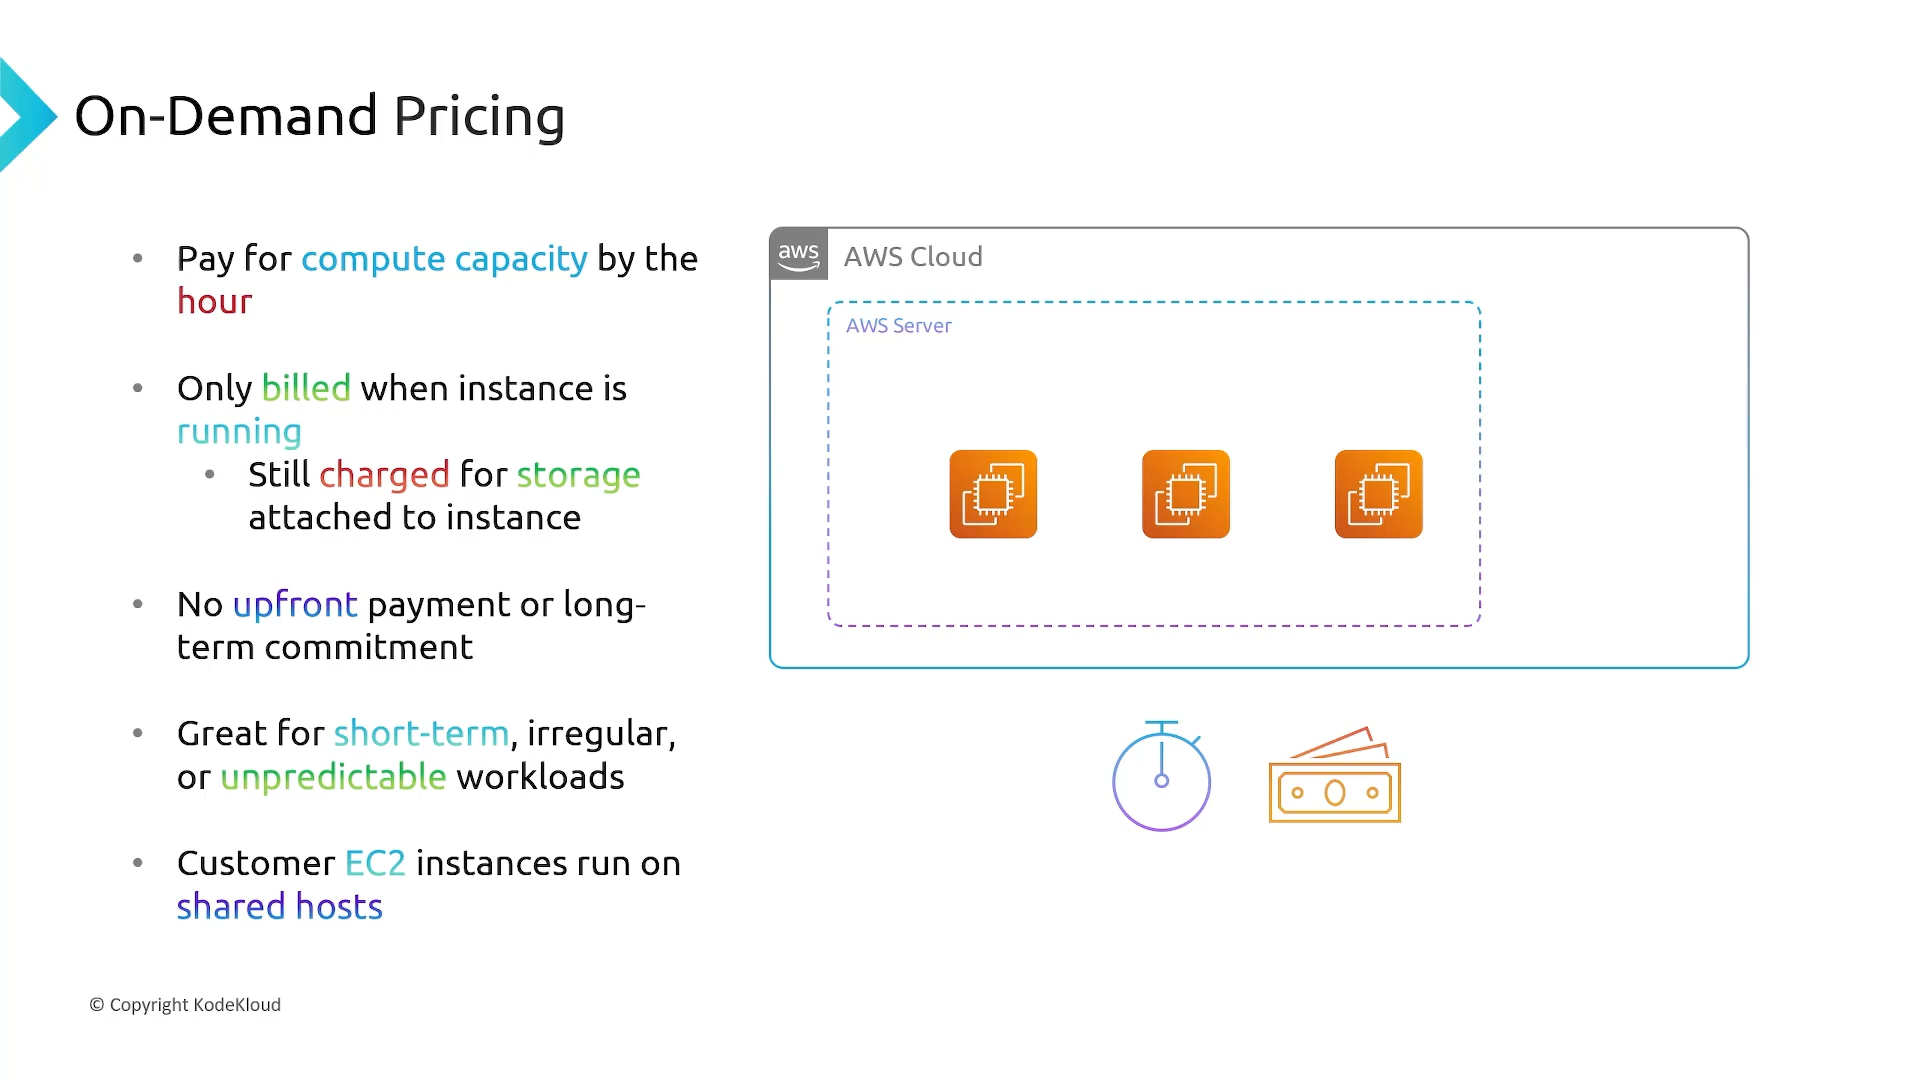 On-Demand Pricing
• Pay for compute capacity by the
hour
• Only billed when instance is
running
• Still charged for storage
attached to instance
• No upfront payment or long-
term commitment
• Great for short-term, irregular,
or unpredictable workloads
• Customer EC2 instances run on
shared hosts
aws AWS Cloud
AWS Server
© Copyright KodeKloud